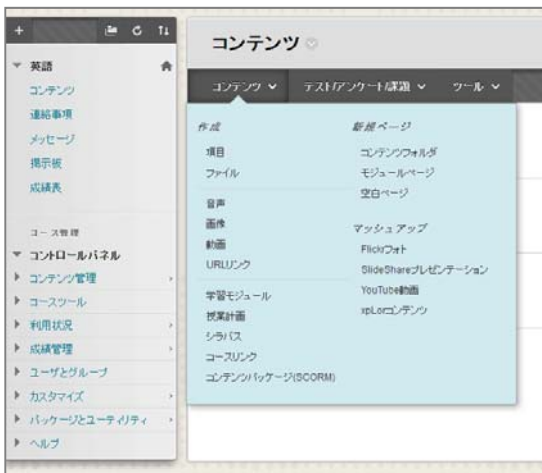 英語
コンテンツ
連絡事項
メッセージ
掲示板
成績表
コース管理
コントロールパネル
コンテンツ管理
コースツール
利用状況
成績管理
ユーザとグループ
カスタマイズ
パッケージとユーティリティ
ヘルプ
コンテンツ
コンテンツ テスト/アンケート/課題 ツール
作成
項目
ファイル
音声
画像
動画
URLリンク
学習モジュール
授業計画
シラバス
コースリンク
コンテンツパッケージ(SCORM)
新規ページ
コンテンツフォルダ
モジュールページ
空白ページ
マッシュアップ
Flickrフォト
SlideShareプレゼンテーション
YouTube動画
xpLorコンテンツ